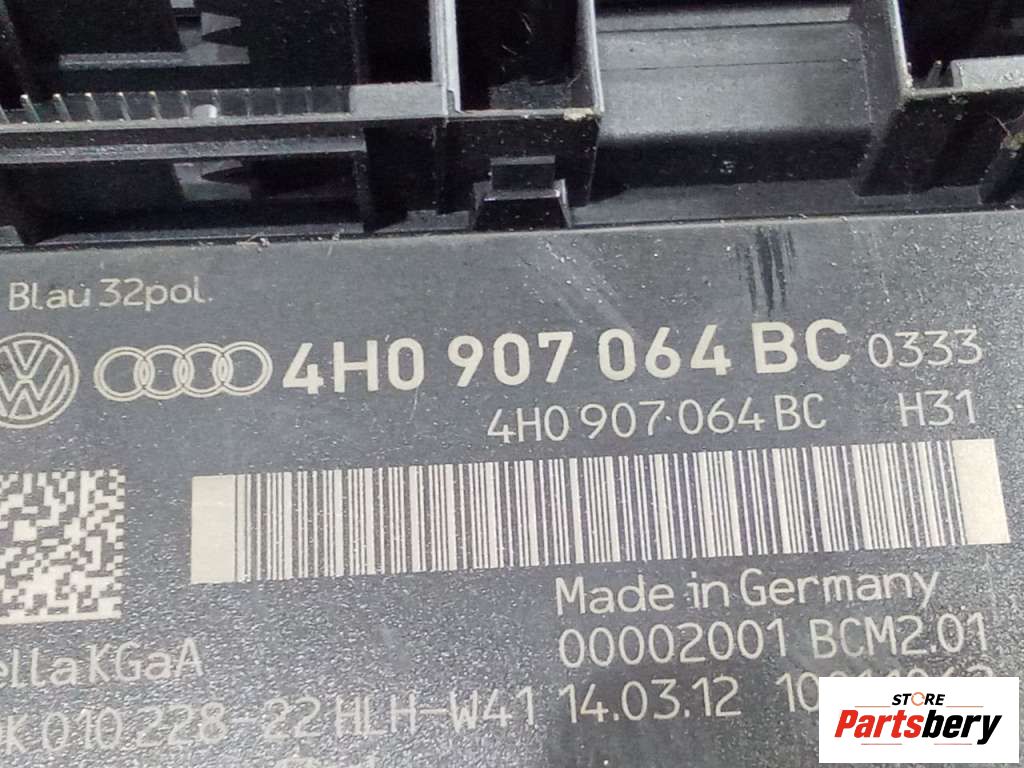 Blau 32pol.
4H0 907 064 BC 0333
4H0 907 064 BC H31
Made in Germany
00002001 BCM2.01
KGaA
010.228-22 HLH-W41 14.03.12
STORE
Partsbery